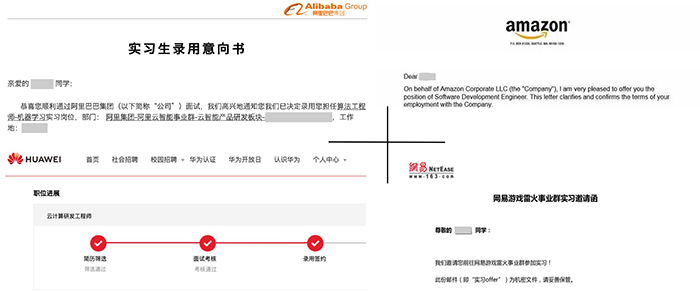 Alibaba Group
阿里巴巴集团
实习生录用意向书
亲爱的 同学：
恭喜您顺利通过阿里巴巴集团（以下简称“公司”）面试，我们高兴地通知您我们已决定录用您担任算法工程
师-机器学习实习岗位，部门： 阿里集团-阿里云智能事业群-云智能产品研发板块- ，工作
地：
HUAWEI 首页 社会招聘 校园招聘 华为认证 华为开放日 认识华为 个人中心
职位进展
云计算研发工程师
简历筛选 面试考核 录用签约
筛选通过 考核通过
amazon
P.O. BOX 81226, SEATTLE, WA, 98108-1226
Dear
On behalf of Amazon Corporate LLC (the "Company"), I am very pleased to offer you the
position of Software Development Engineer. This letter clarifies and confirms the terms of your
employment with the Company.
網易 NetEase
www·163·com
网易游戏雷火事业群实习邀请函
尊敬的 同学：
我们邀请您前往网易游戏雷火事业群参加实习！
此份邮件（即“实习offer”）为机密文件，请妥善保管。